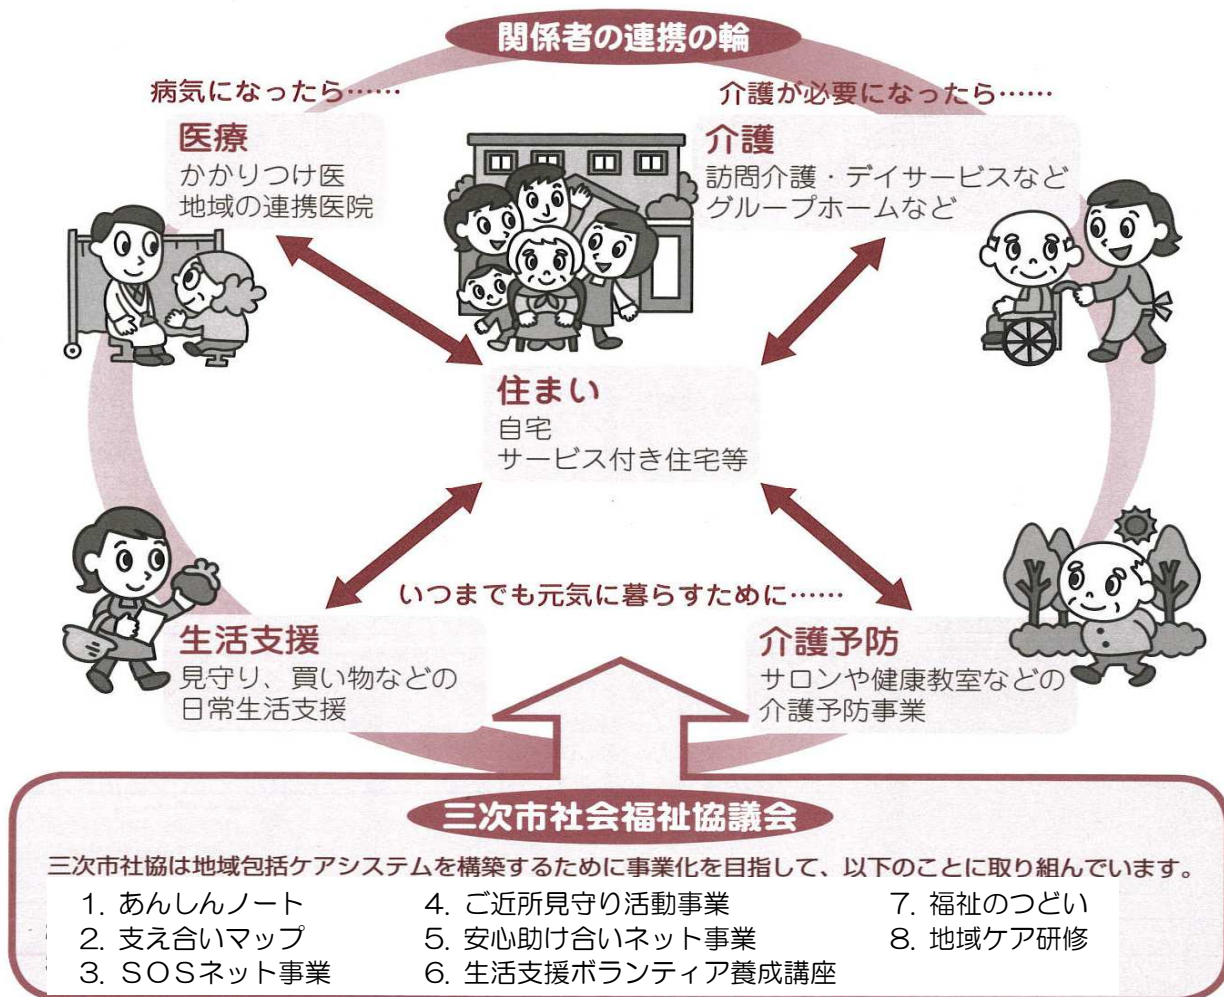 関係者の連携の輪
病気になったら……
医療
かかりつけ医
地域の連携医院
介護が必要になったら……
介護
訪問介護・デイサービスなど
グループホームなど
住まい
自宅
サービス付き住宅等
いつまでも元気に暮らすために……
生活支援
見守り、買い物などの
日常生活支援
介護予防
サロンや健康教室などの
介護予防事業
三次市社会福祉協議会
三次市社協は地域包括ケアシステムを構築するために事業化を目指して、以下のことに取り組んでいます。
1. あんしんノート
2. 支え合いマップ
3. SOSネット事業
4. ご近所見守り活動事業
5. 安心助け合いネット事業
6. 生活支援ボランティア養成講座
7. 福祉のつどい
8. 地域ケア研修